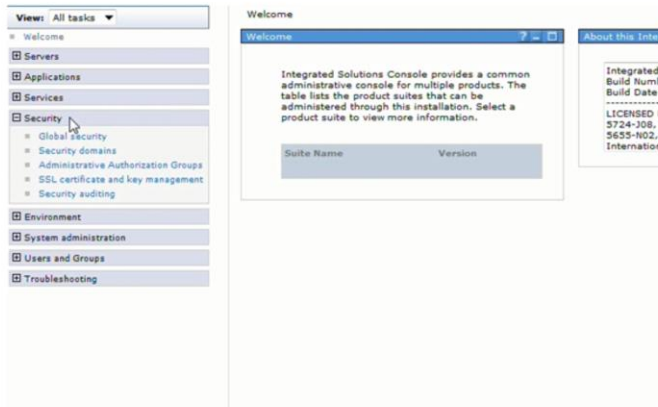 View: All tasks
Welcome
Servers
Applications
Services
Security
Global security
Security domains
Administrative Authorization Groups
SSL certificate and key management
Security auditing
Environment
System administration
Users and Groups
Troubleshooting
Welcome
Welcome
Integrated Solutions Console provides a common
administrative console for multiple products. The
table lists the product suites that can be
administered through this installation. Select a
product suite to view more information.
Suite Name Version
About this Inte
Integrated
Build Num
Build Date
LICENSED
5724-J08,
5655-N02,
Internation